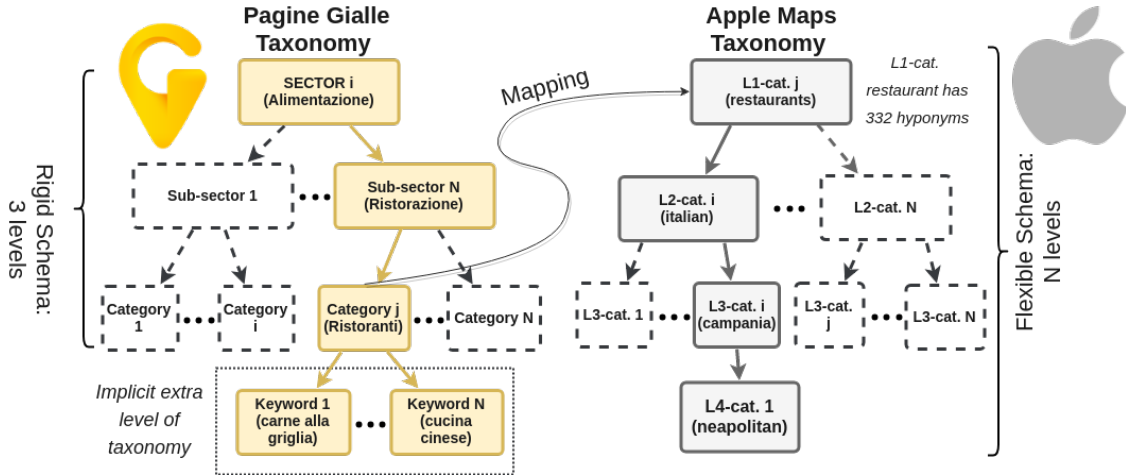 Pagine Gialle
Taxonomy
Apple Maps
Taxonomy
Rigid Schema:
3 levels
SECTOR i
(Alimentazione)
Sub-sector 1
Sub-sector N
(Ristorazione)
Category
1
Category
i
Category j
(Ristoranti)
Category N
Implicit extra
level of
taxonomy
Keyword 1
(carne alla
griglia)
Keyword N
(cucina
cinese)
Mapping
L1-cat. j
(restaurants)
L1-cat.
restaurant has
332 hyponyms
L2-cat. i
(italian)
L2-cat. N
L3-cat. 1
L3-cat. i
(campania)
L3-cat.
j
L3-cat. N
L4-cat. 1
(neapolitan)
Flexible Schema:
N levels